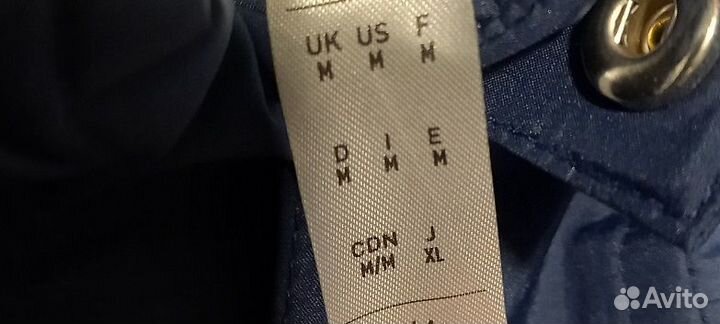 UK US F
M M M
D I E
M M M
CDN J
M/M XL
Avito